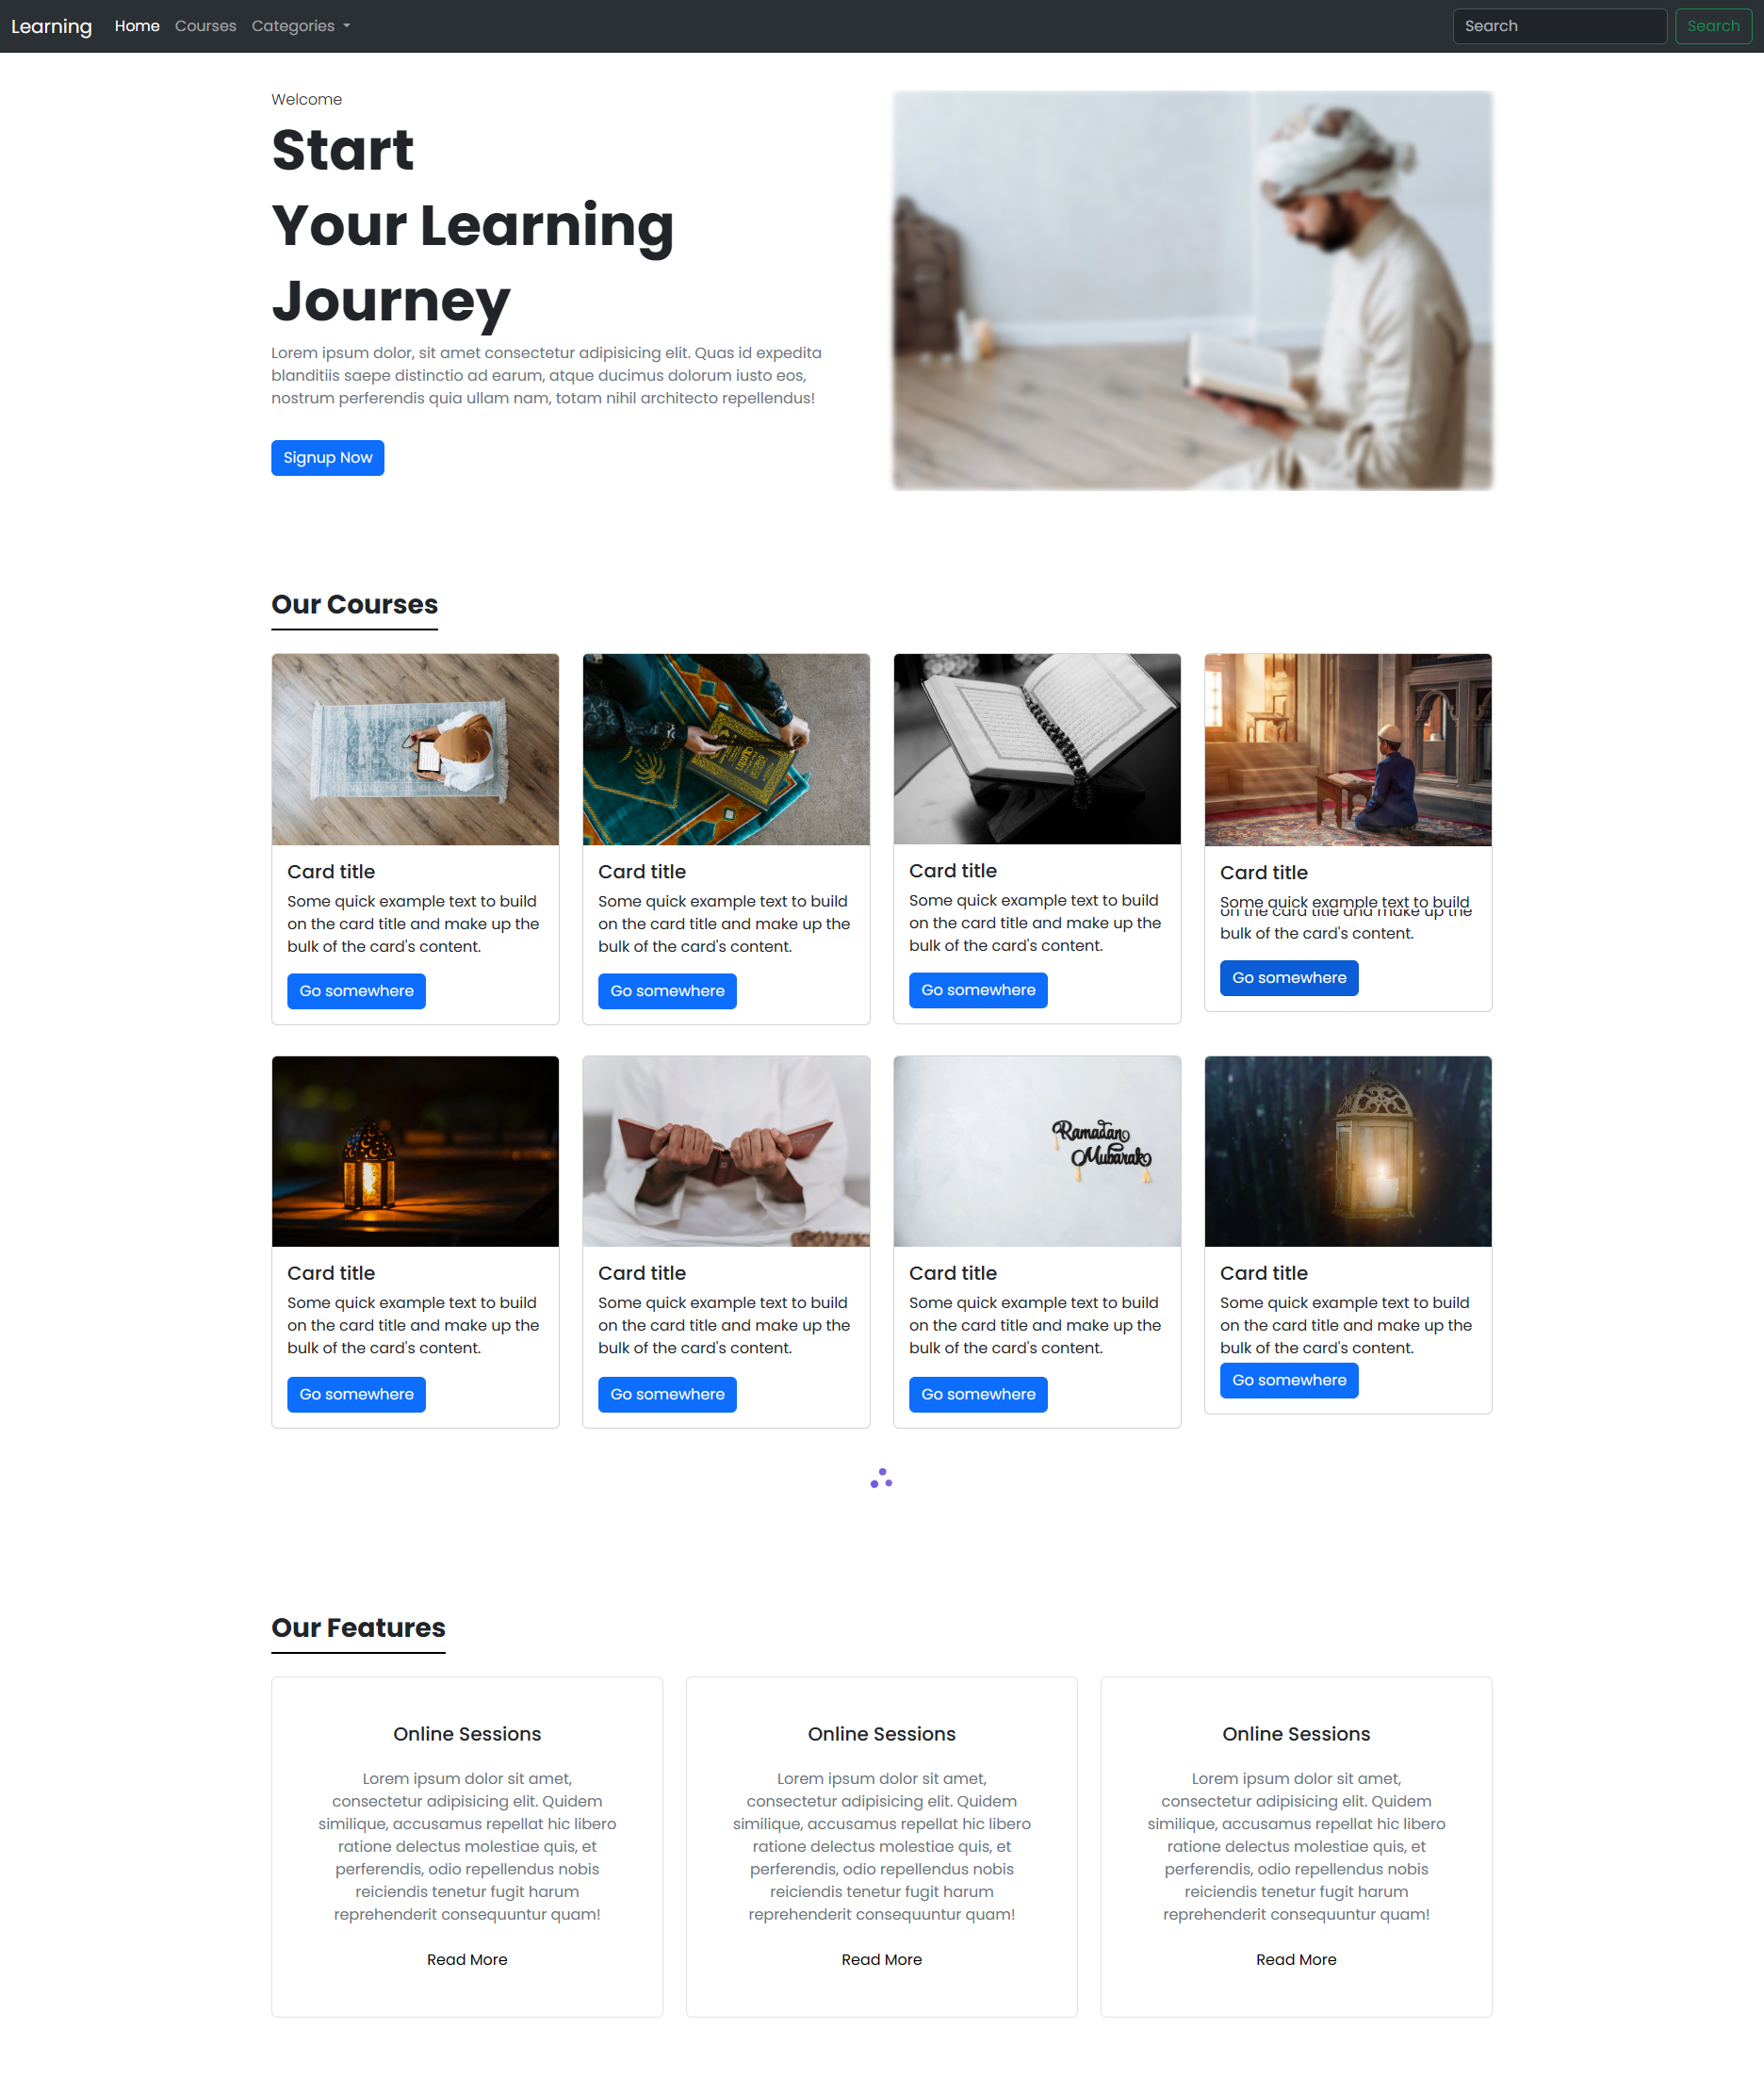 Learning Home Courses Categories Search Search
Welcome
Start
Your Learning
Journey
Lorem ipsum dolor, sit amet consectetur adipisicing elit. Quas id expedita
blanditiis saepe distinctio ad earum, atque ducimus dolorum iusto eos,
nostrum perferendis quia ullam nam, totam nihil architecto repellendus!
Signup Now
Our Courses
Card title
Some quick example text to build
on the card title and make up the
bulk of the card's content.
Go somewhere
Card title
Some quick example text to build
on the card title and make up the
bulk of the card's content.
Go somewhere
Card title
Some quick example text to build
on the card title and make up the
bulk of the card's content.
Go somewhere
Card title
Some quick example text to build
on the card title and make up the
bulk of the card's content.
Go somewhere
Card title
Some quick example text to build
on the card title and make up the
bulk of the card's content.
Go somewhere
Card title
Some quick example text to build
on the card title and make up the
bulk of the card's content.
Go somewhere
Ramadan
Mubarak
Card title
Some quick example text to build
on the card title and make up the
bulk of the card's content.
Go somewhere
Card title
Some quick example text to build
on the card title and make up the
bulk of the card's content.
Go somewhere
Our Features
Online Sessions
Lorem ipsum dolor sit amet,
consectetur adipisicing elit. Quidem
similique, accusamus repellat hic libero
ratione delectus molestiae quis, et
perferendis, odio repellendus nobis
reiciendis tenetur fugit harum
reprehenderit consequuntur quam!
Read More
Online Sessions
Lorem ipsum dolor sit amet,
consectetur adipisicing elit. Quidem
similique, accusamus repellat hic libero
ratione delectus molestiae quis, et
perferendis, odio repellendus nobis
reiciendis tenetur fugit harum
reprehenderit consequuntur quam!
Read More
Online Sessions
Lorem ipsum dolor sit amet,
consectetur adipisicing elit. Quidem
similique, accusamus repellat hic libero
ratione delectus molestiae quis, et
perferendis, odio repellendus nobis
reiciendis tenetur fugit harum
reprehenderit consequuntur quam!
Read More